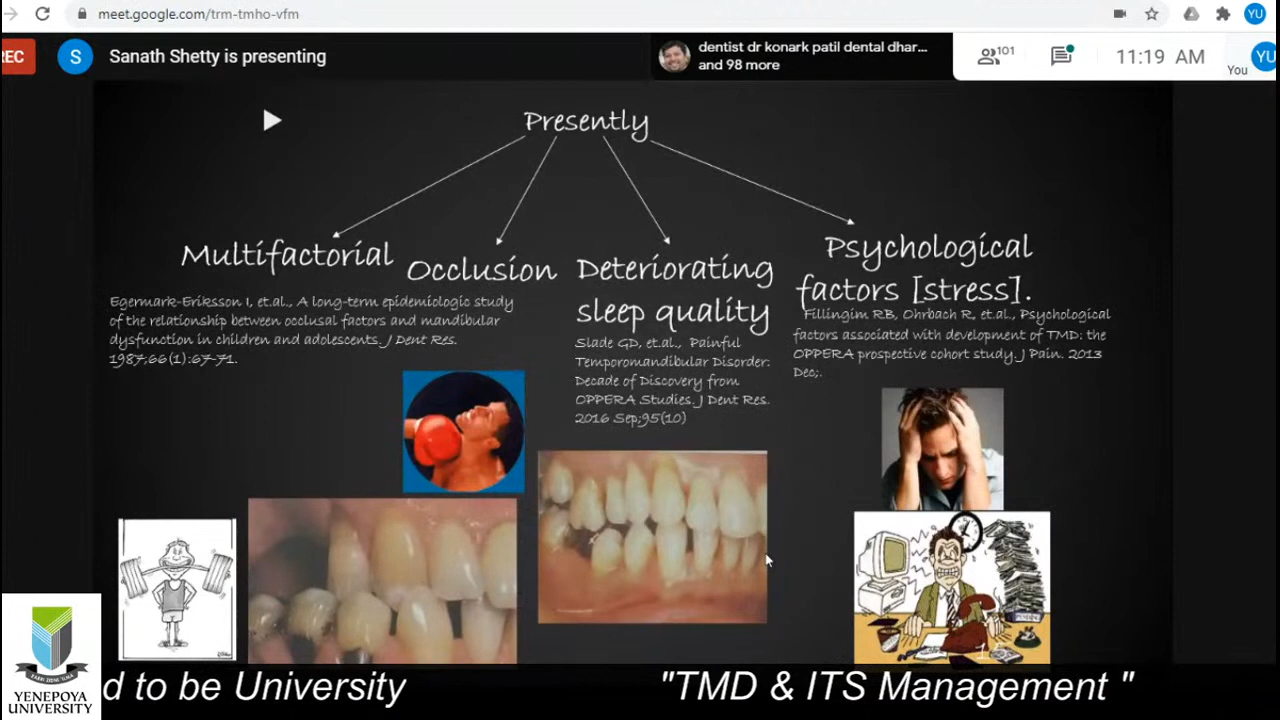 meet.google.com/trm-tmho-vfm
YU
REC
S
Sanath Shetty is presenting
dentist dr konark patil dental dhar...
and 98 more
101
11:19 AM
You
YU
Presently
Multifactorial
Egermark-Eriksson I, et.al., A long-term epidemiologic study
of the relationship between occlusal factors and mandibular
dysfunction in children and adolescents. J Dent Res.
1987;66(1):67-71.
Occlusion
Deteriorating
sleep quality
Slade GD, et.al., Painful
Temporomandibular Disorder:
Decade of Discovery from
OPPERA Studies. J Dent Res.
2016 Sep;95(10)
Psychological
factors [stress].
Fillingim RB, Ohrbach R, et.al., Psychological
factors associated with development of TMD: the
OPPERA prospective cohort study. J Pain. 2013
Dec;.
YENEPOYA
UNIVERSITY
d to be University
"TMD & ITS Management "